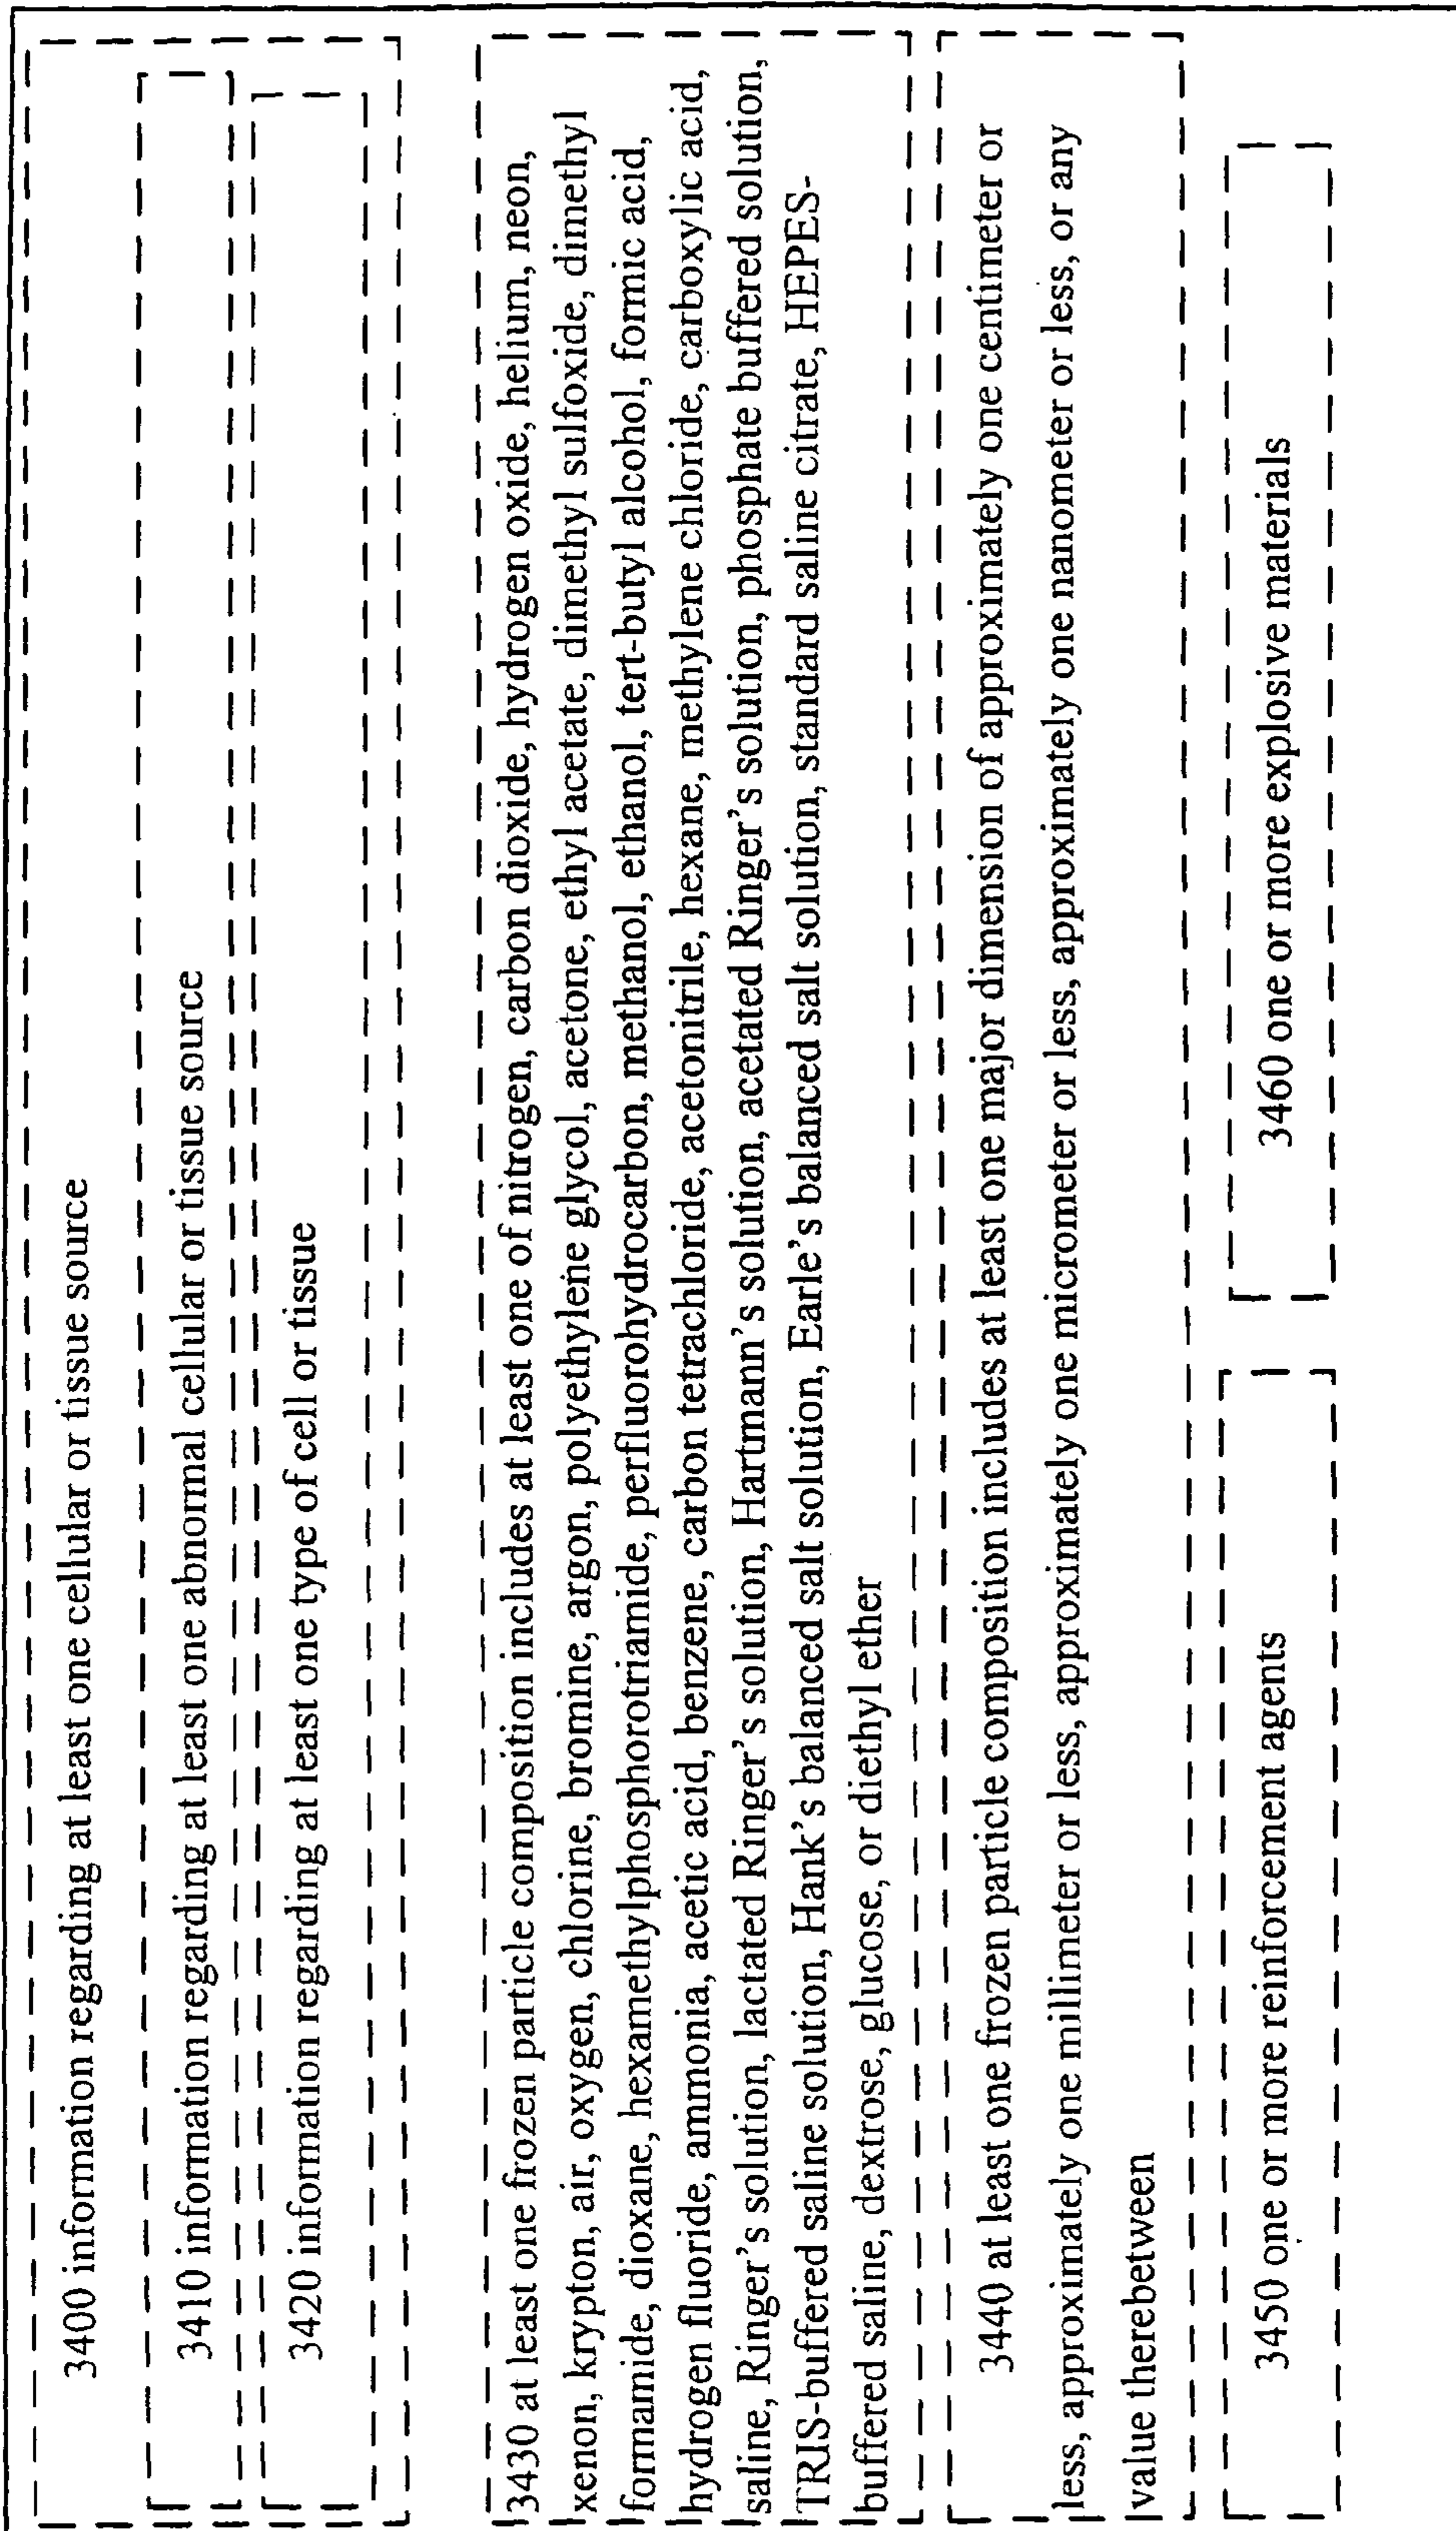 3400 information regarding at least one cellular or tissue source
3410 information regarding at least one abnormal cellular or tissue source
3420 information regarding at least one type of cell or tissue
3430 at least one frozen particle composition includes at least one of nitrogen, carbon dioxide, hydrogen oxide, helium, neon,
xenon, krypton, air, oxygen, chlorine, bromine, argon, polyethylene glycol, acetone, ethyl acetate, dimethyl sulfoxide, dimethyl
formamide, dioxane, hexamethylphosphorotriamide, perfluorohydrocarbon, methanol, ethanol, tert-butyl alcohol, formic acid,
hydrogen fluoride, ammonia, acetic acid, benzene, carbon tetrachloride, acetonitrile, hexane, methylene chloride, carboxylic acid,
saline, Ringer's solution, lactated Ringer's solution, Hartmann's solution, acetated Ringer's solution, phosphate buffered solution,
TRIS-buffered saline solution, Hank's balanced salt solution, Earle's balanced salt solution, standard saline citrate, HEPES-
buffered saline, dextrose, glucose, or diethyl ether
3440 at least one frozen particle composition includes at least one major dimension of approximately one centimeter or
less, approximately one millimeter or less, approximately one micrometer or less, approximately one nanometer or less, or any
value therebetween
3450 one or more reinforcement agents
3460 one or more explosive materials